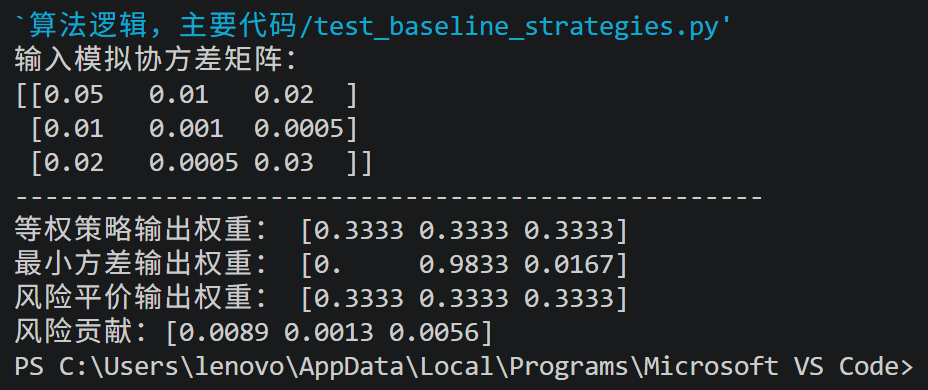 `算法逻辑，主要代码/test_baseline_strategies.py'
输入模拟协方差矩阵：
[[0.05   0.01   0.02  ]
 [0.01   0.001  0.0005]
 [0.02   0.0005 0.03  ]]
--------------------------------------------------
等权策略输出权重： [0.3333 0.3333 0.3333]
最小方差输出权重： [0.     0.9833 0.0167]
风险平价输出权重： [0.3333 0.3333 0.3333]
风险贡献：[0.0089 0.0013 0.0056]
PS C:\Users\lenovo\AppData\Local\Programs\Microsoft VS Code>